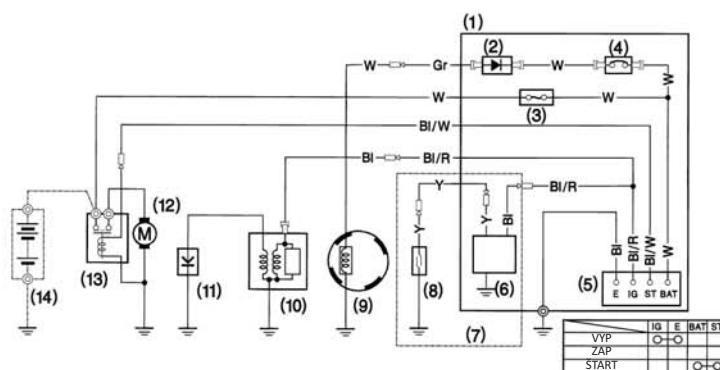 (1)
(2)
(4)
W
Gr
W
W
W
W
W
(3)
Bl/W
Bl
Bl/R
Y
Bl/R
(12)
M
Y
Y
Bl
Bl
Bl/R
Bl/W
W
(5)
E IG ST BAT
(14)
(13)
(11)
(10)
(9)
(8)
(6)
(7)
IG E BAT ST
VYP
ZAP
START